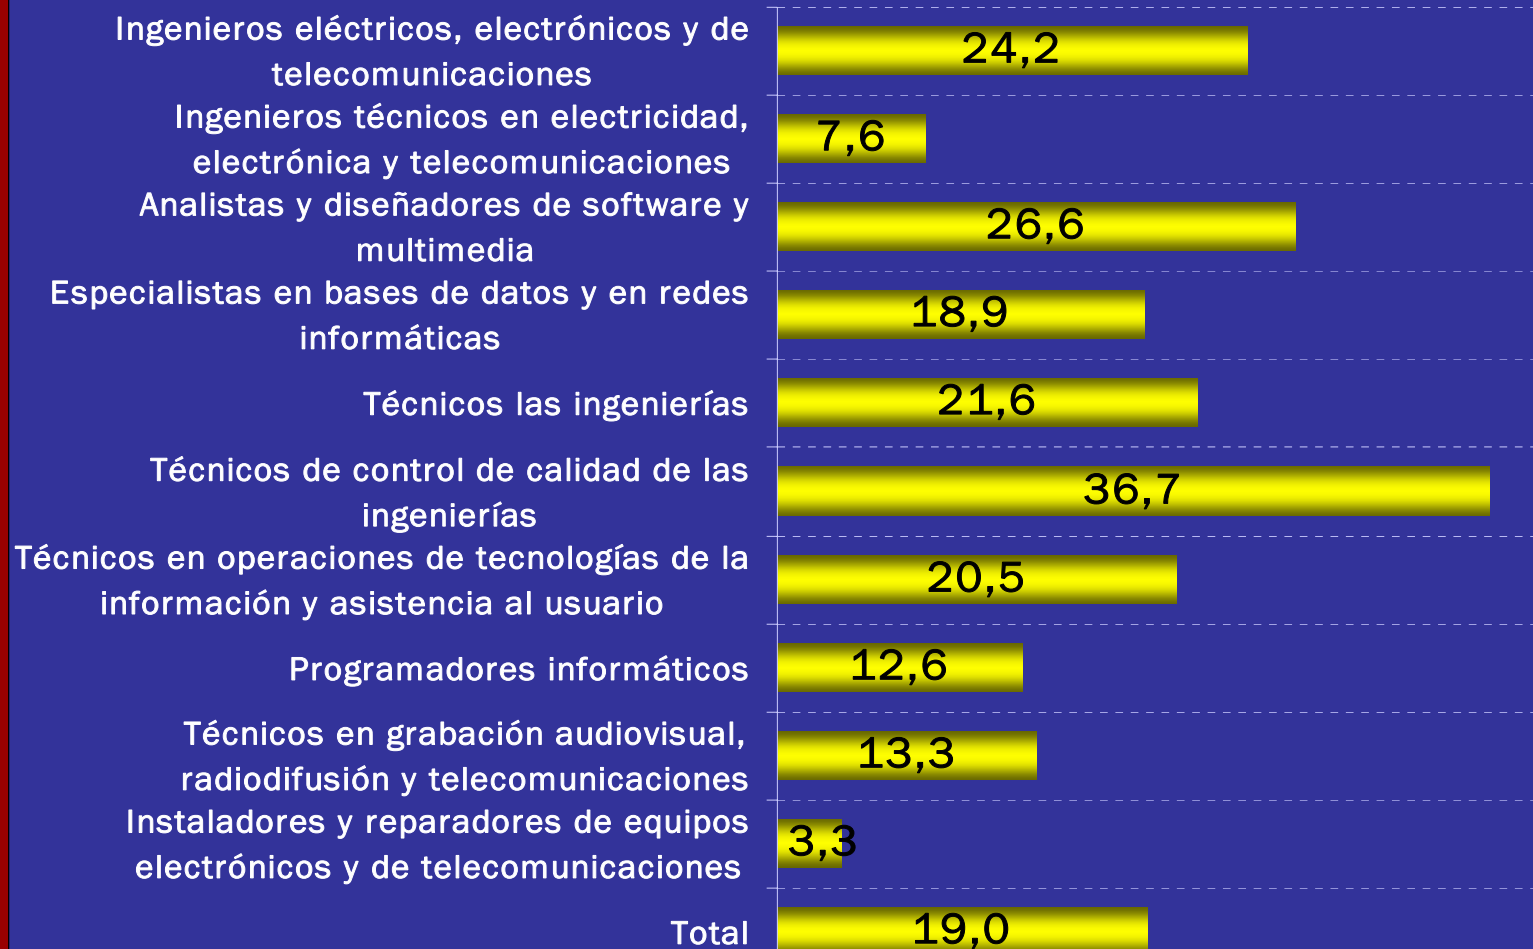 Ingenieros eléctricos, electrónicos y de
telecomunicaciones
24,2
Ingenieros técnicos en electricidad,
electrónica y telecomunicaciones
7,6
Analistas y diseñadores de software y
multimedia
26,6
Especialistas en bases de datos y en redes
informáticas
18,9
Técnicos las ingenierías
21,6
Técnicos de control de calidad de las
ingenierías
36,7
Técnicos en operaciones de tecnologías de la
información y asistencia al usuario
20,5
Programadores informáticos
12,6
Técnicos en grabación audiovisual,
radiodifusión y telecomunicaciones
13,3
Instaladores y reparadores de equipos
electrónicos y de telecomunicaciones
3,3
Total
19,0